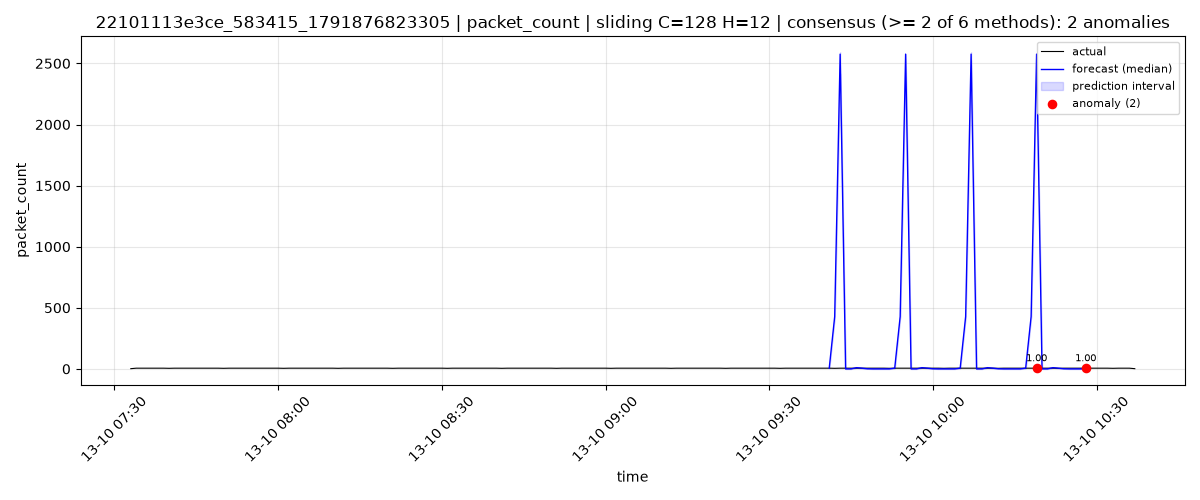 22101113e3ce_583415_1791876823305 | packet_count | sliding C=128 H=12 | consensus (>= 2 of 6 methods): 2 anomalies
actual
forecast (median)
prediction interval
anomaly (2)
packet_count
2500
2000
1500
1000
500
0
1.00
1.00
13-10 07:30
13-10 08:00
13-10 08:30
13-10 09:00
13-10 09:30
13-10 10:00
13-10 10:30
time